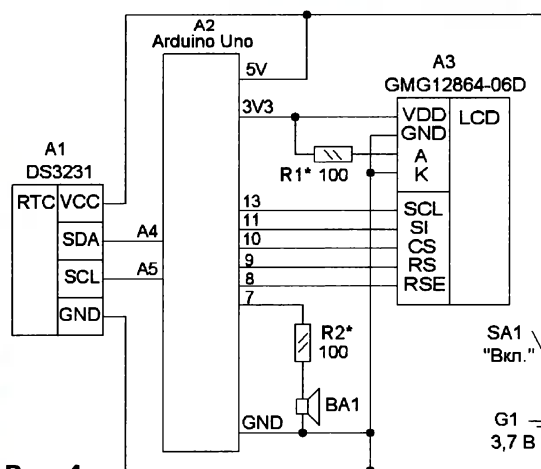 A2
Arduino Uno
5V
3V3
A3
GMG12864-06D
VDD
GND
A
K
LCD
R1* 100
A1
DS3231
RTC
VCC
SDA
SCL
GND
A4
A5
13
11
10
9
8
7
SCL
SI
CS
RS
RSE
R2*
100
BA1
GND
SA1
"Вкл."
G1
3,7 В